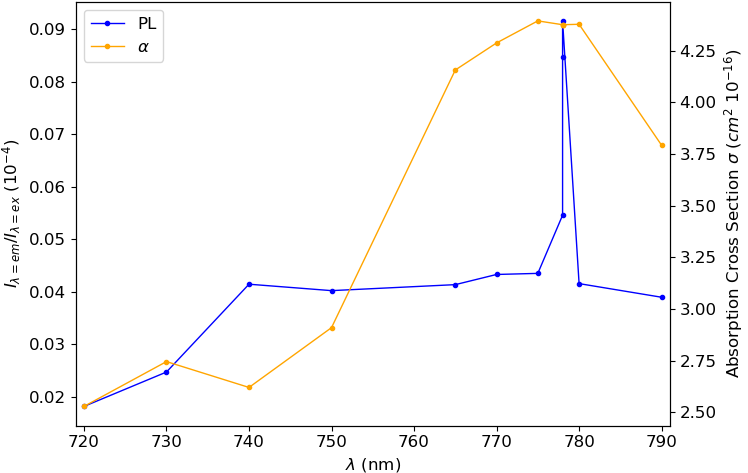 PL
α
0.09
0.08
0.07
0.06
0.05
0.04
0.03
0.02
I_{λ=em}/I_{λ=ex} (10^{-4})
4.25
4.00
3.75
3.50
3.25
3.00
2.75
2.50
Absorption Cross Section σ (cm^2 10^{-16})
720 730 740 750 760 770 780 790
λ (nm)